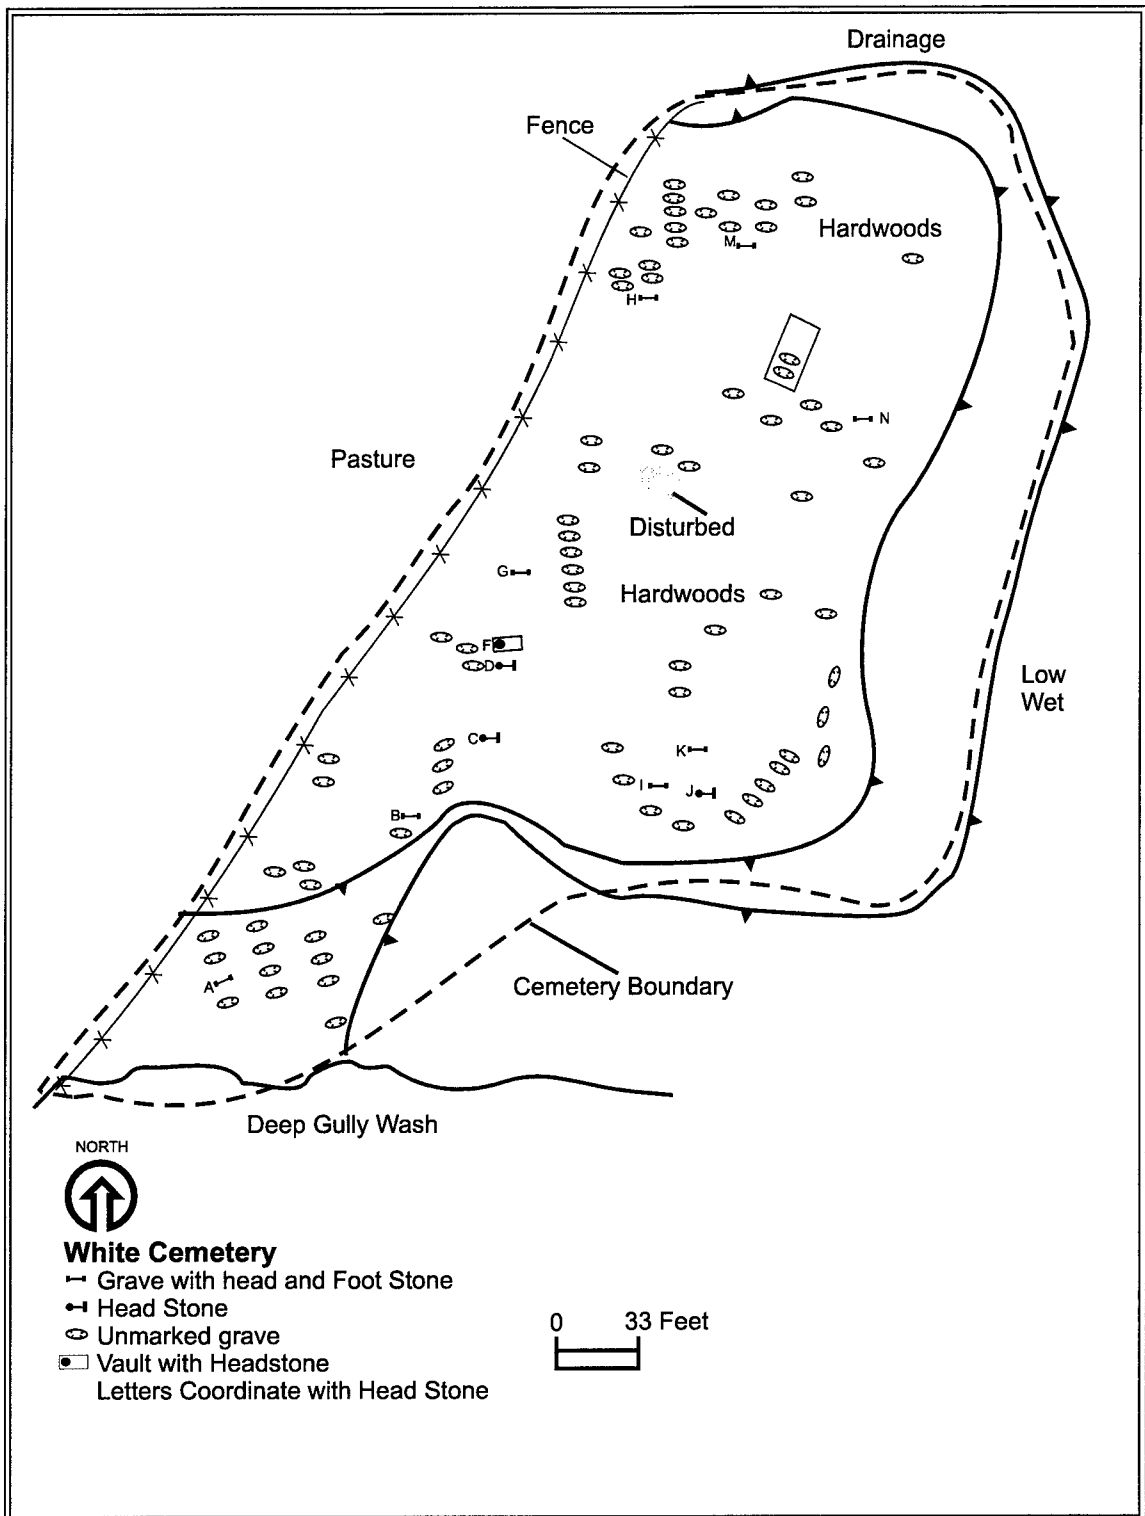 Drainage
Fence
Hardwoods
M
H
N
Pasture
Disturbed
G
Hardwoods
F
D
Low
Wet
C
K
I
J
B
A
Cemetery Boundary
Deep Gully Wash
NORTH
White Cemetery
Grave with head and Foot Stone
Head Stone
Unmarked grave
Vault with Headstone
Letters Coordinate with Head Stone
0 33 Feet